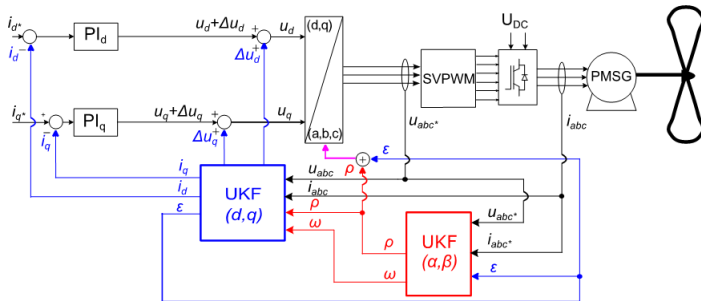 i_d* PI_d u_d+Δu_d u_d (d,q) U_DC
i_d − Δu_d + SVPWM PMSG
i_q* + PI_q u_q+Δu_q u_q u_abc* i_abc
− i_q Δu_q + (a,b,c)
+ ε
ρ
i_q u_abc
i_d UKF i_abc
ε (d,q) ρ u_abc*
ω ρ UKF i_abc*
ω (α,β) ε